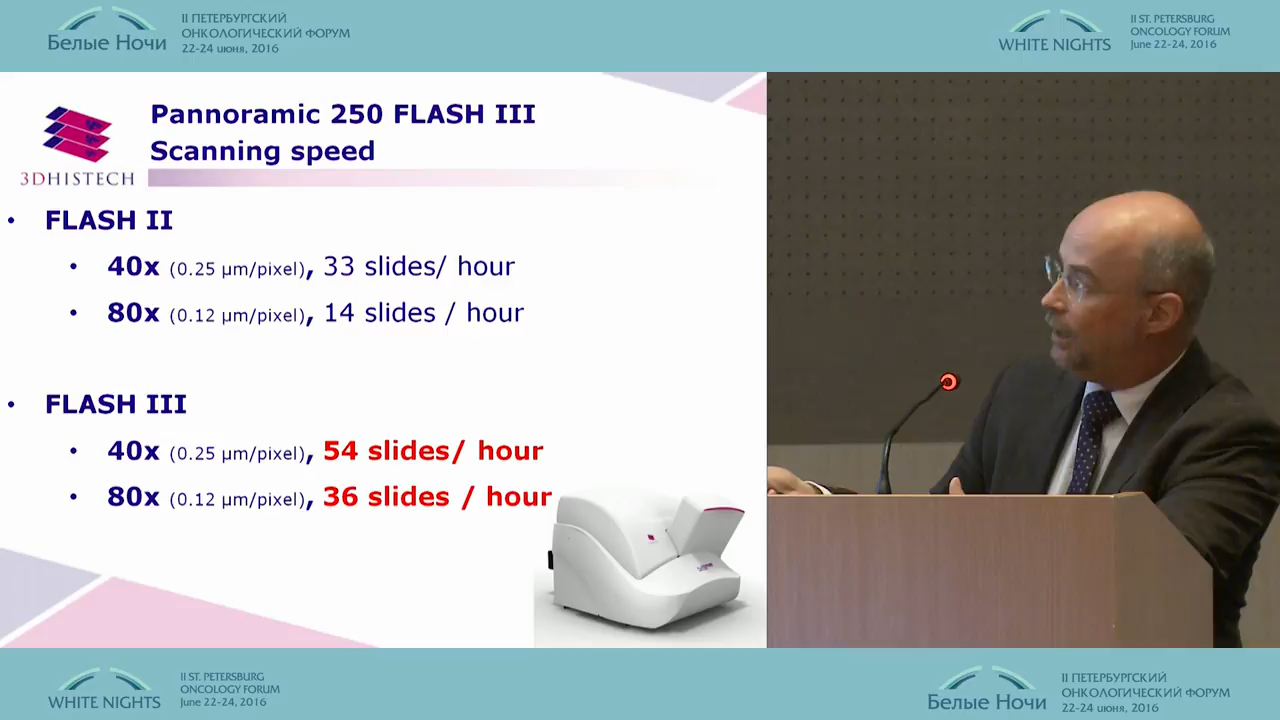 Белые Ночи
II ПЕТЕРБУРГСКИЙ
ОНКОЛОГИЧЕСКИЙ ФОРУМ
22-24 июня, 2016
WHITE NIGHTS
II ST. PETERSBURG
ONCOLOGY FORUM
June 22-24, 2016
3DHISTECH
Pannoramic 250 FLASH III
Scanning speed
• FLASH II
• 40x (0.25 µm/pixel), 33 slides/ hour
• 80x (0.12 µm/pixel), 14 slides / hour
• FLASH III
• 40x (0.25 µm/pixel), 54 slides/ hour
• 80x (0.12 µm/pixel), 36 slides / hour
WHITE NIGHTS
II ST. PETERSBURG
ONCOLOGY FORUM
June 22-24, 2016
Белые Ночи
II ПЕТЕРБУРГСКИЙ
ОНКОЛОГИЧЕСКИЙ ФОРУМ
22-24 июня, 2016